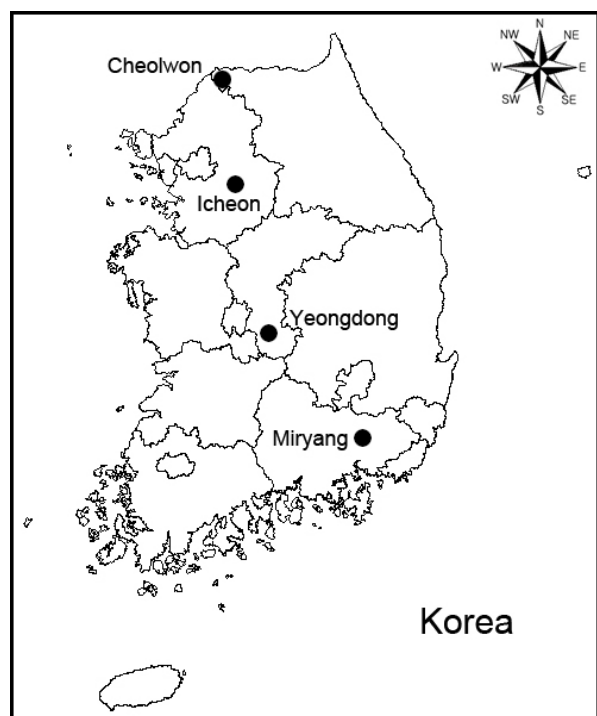 N
NW NE
W E
SW SE
S
Cheolwon
Icheon
Yeongdong
Miryang
Korea